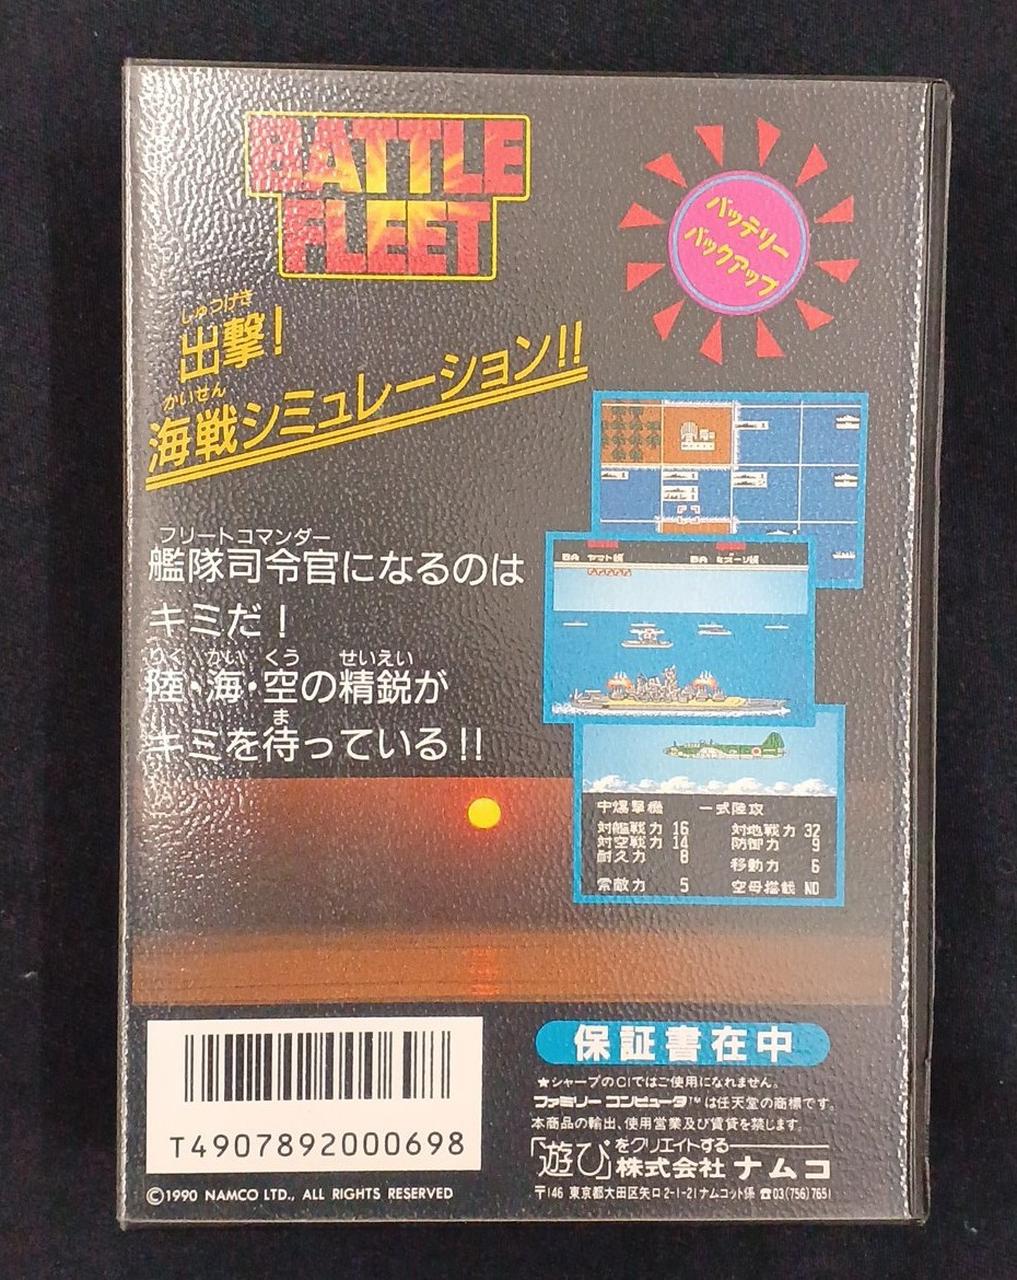 BATTLE
FLEET
バッテリー
バックアップ
しゅつげき
出撃!
かいせん
海戦シミュレーション!!
フリートコマンダー
艦隊司令官になるのは
キミだ!
りく かい くう せいえい
陸・海・空の精鋭が
ま
キミを待っている!!
中爆撃機 一式陸攻
対艦戦力 16 対地戦力 32
対空戦力 14 防御力 9
耐久力 8 移動力 6
索敵力 5 空母搭載 NO
T4907892000698
©1990 NAMCO LTD., ALL RIGHTS RESERVED
保証書在中
★シャープのC1ではご使用になれません。
ファミリーコンピュータ™は任天堂の商標です。
本商品の輸出、使用営業及び賃貸を禁じます。
「遊び」をクリエイトする
株式会社ナムコ
〒146 東京都大田区矢口2-1-21ナムコット係 ☎03(756)7651